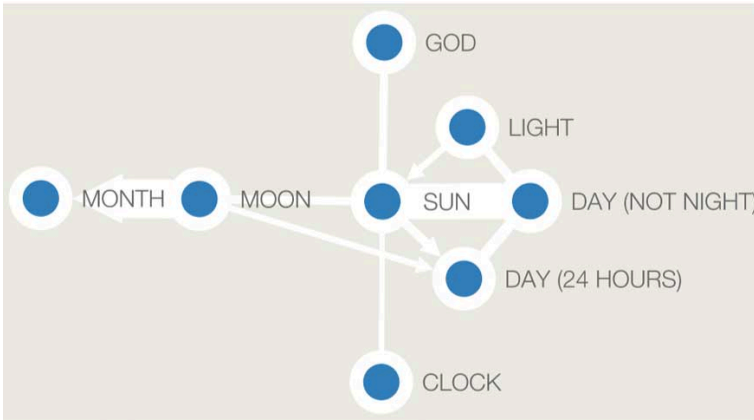 GOD
LIGHT
MONTH
MOON
SUN
DAY (NOT NIGHT)
DAY (24 HOURS)
CLOCK